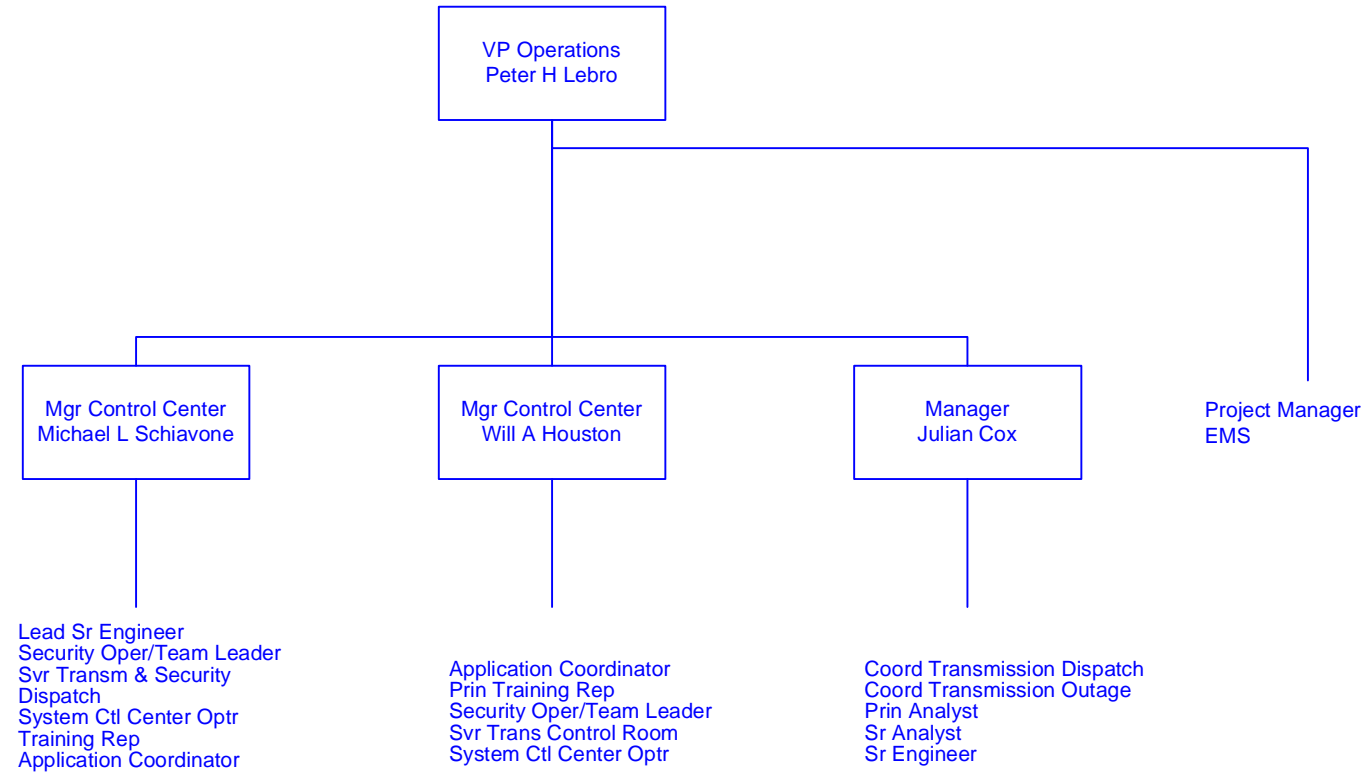 VP Operations
Peter H Lebro
Mgr Control Center
Michael L Schiavone
Mgr Control Center
Will A Houston
Manager
Julian Cox
Project Manager
EMS
Lead Sr Engineer
Security Oper/Team Leader
Svr Transm & Security
Dispatch
System Ctl Center Optr
Training Rep
Application Coordinator
Application Coordinator
Prin Training Rep
Security Oper/Team Leader
Svr Trans Control Room
System Ctl Center Optr
Coord Transmission Dispatch
Coord Transmission Outage
Prin Analyst
Sr Analyst
Sr Engineer